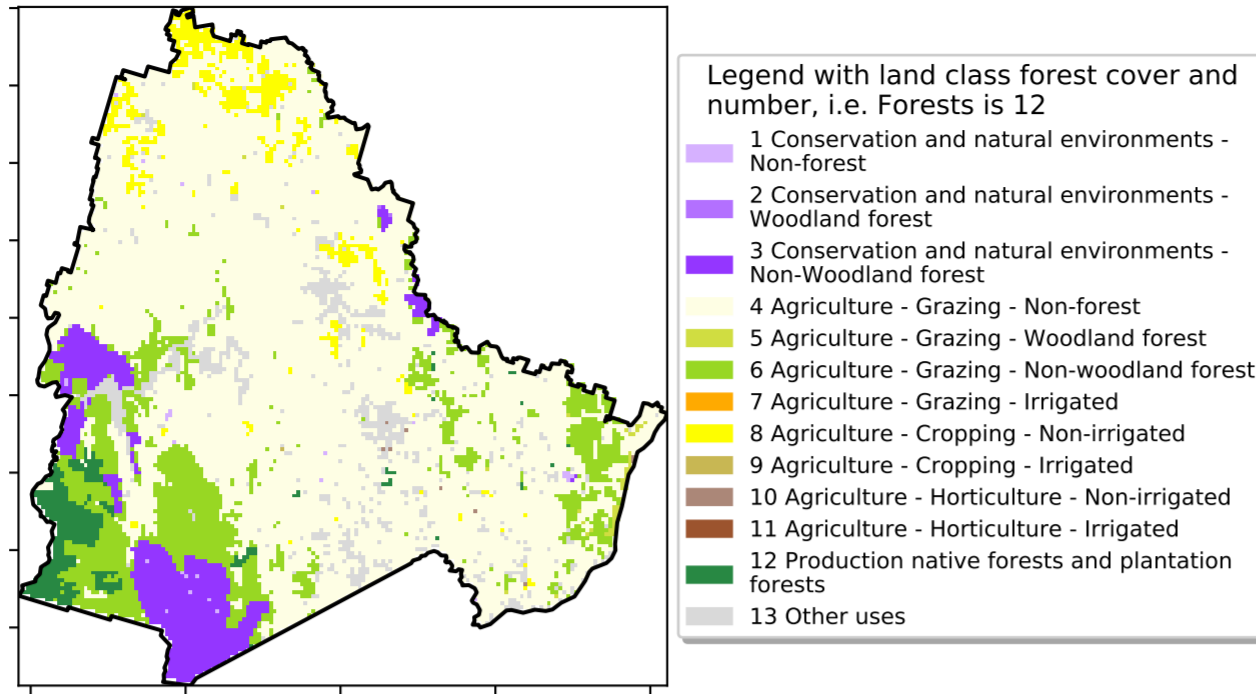 Legend with land class forest cover and
number, i.e. Forests is 12
1 Conservation and natural environments -
Non-forest
2 Conservation and natural environments -
Woodland forest
3 Conservation and natural environments -
Non-Woodland forest
4 Agriculture - Grazing - Non-forest
5 Agriculture - Grazing - Woodland forest
6 Agriculture - Grazing - Non-woodland forest
7 Agriculture - Grazing - Irrigated
8 Agriculture - Cropping - Non-irrigated
9 Agriculture - Cropping - Irrigated
10 Agriculture - Horticulture - Non-irrigated
11 Agriculture - Horticulture - Irrigated
12 Production native forests and plantation
forests
13 Other uses